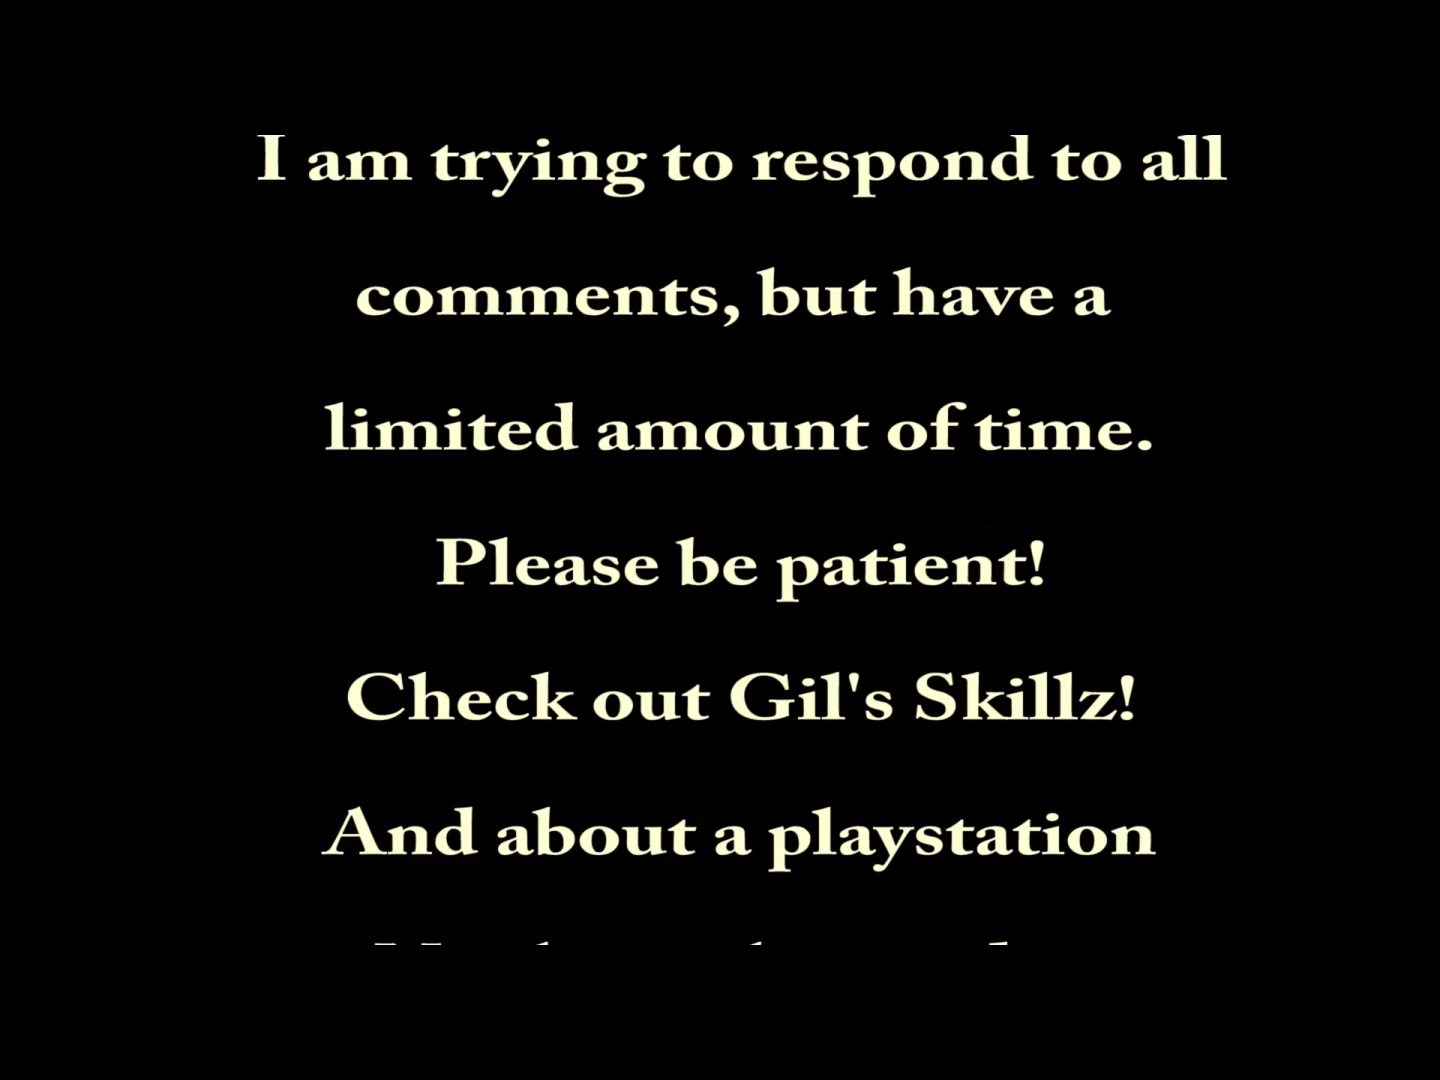 I am trying to respond to all
comments, but have a
limited amount of time.
Please be patient!
Check out Gil's Skillz!
And about a playstation